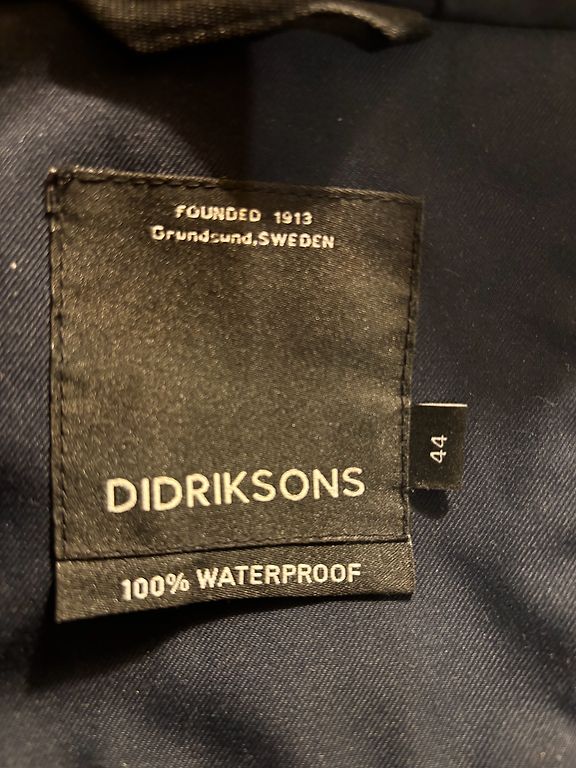 FOUNDED 1913
Grundsund, SWEDEN
DIDRIKSONS
44
100% WATERPROOF